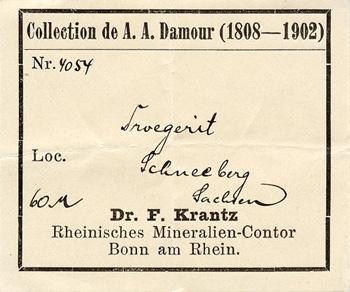 Collection de A. A. Damour (1808—1902)
Nr. 4054
Troegerit
Loc.
Schneeberg
Sachsen
60 M
Dr. F. Krantz
Rheinisches Mineralien-Contor
Bonn am Rhein.